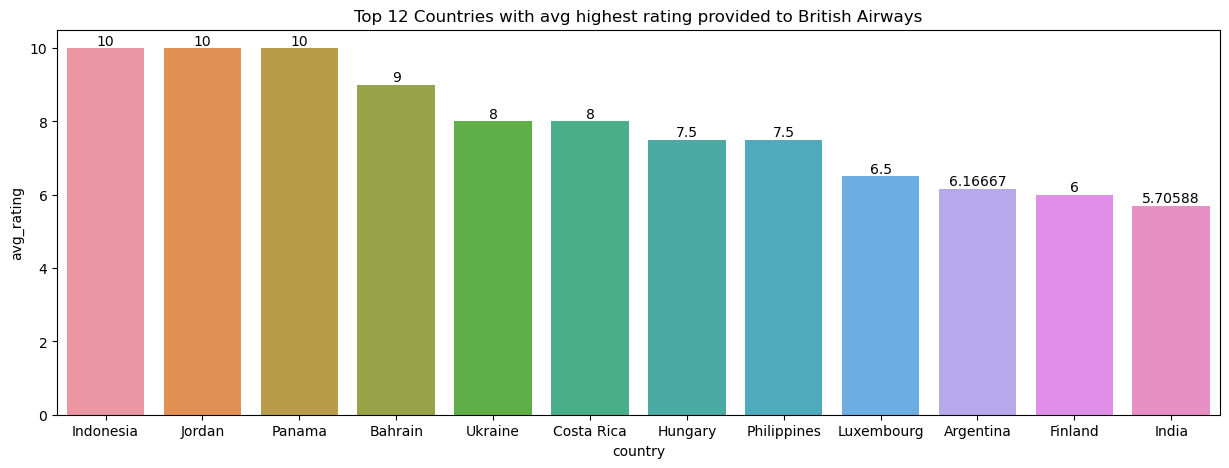 Top 12 Countries with avg highest rating provided to British Airways
avg_rating
10
8
6
4
2
0
10
10
10
9
8
8
7.5
7.5
6.5
6.16667
6
5.70588
Indonesia
Jordan
Panama
Bahrain
Ukraine
Costa Rica
Hungary
Philippines
Luxembourg
Argentina
Finland
India
country